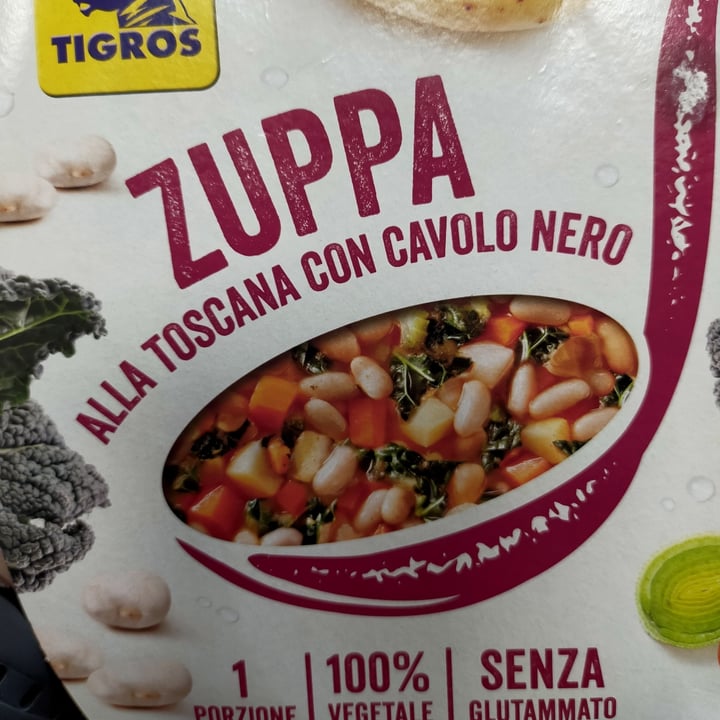 TIGROS
ZUPPA
ALLA TOSCANA CON CAVOLO NERO
1
PORZIONE
100%
VEGETALE
SENZA
GLUTAMMATO